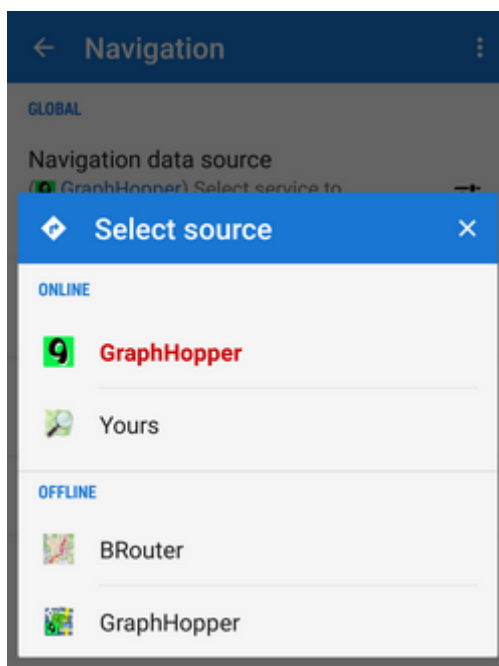 Navigation
GLOBAL
Navigation data source
(GraphHopper) Select service to
Select source
ONLINE
GraphHopper
Yours
OFFLINE
BRouter
GraphHopper